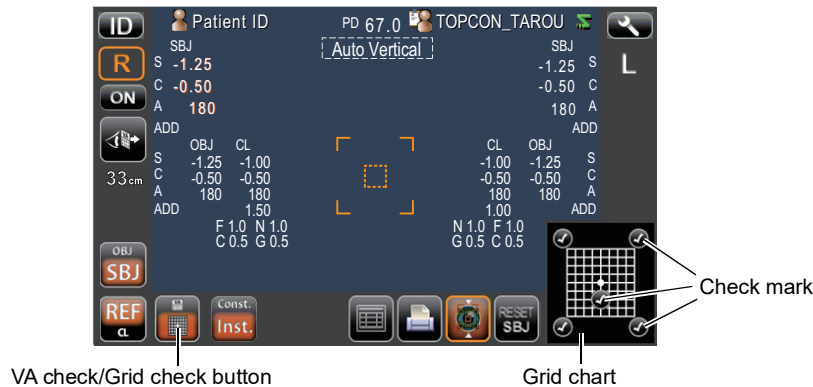 ID Patient ID PD 67.0 TOPCON_TAROU
SBJ Auto Vertical SBJ
R S -1.25 -1.25 S L
C -0.50 -0.50 C
ON A 180 180 A
ADD ADD
OBJ CL CL OBJ
S -1.25 -1.00 -1.00 -1.25 S
33cm C -0.50 -0.50 -0.50 -0.50 C
A 180 180 180 180 A
ADD 1.50 1.00 ADD
F 1.0 N 1.0 N 1.0 F 1.0
C 0.5 G 0.5 G 0.5 C 0.5
OBJ
SBJ
Check mark
REF
CL
Const.
Inst.
RESET
SBJ
VA check/Grid check button Grid chart